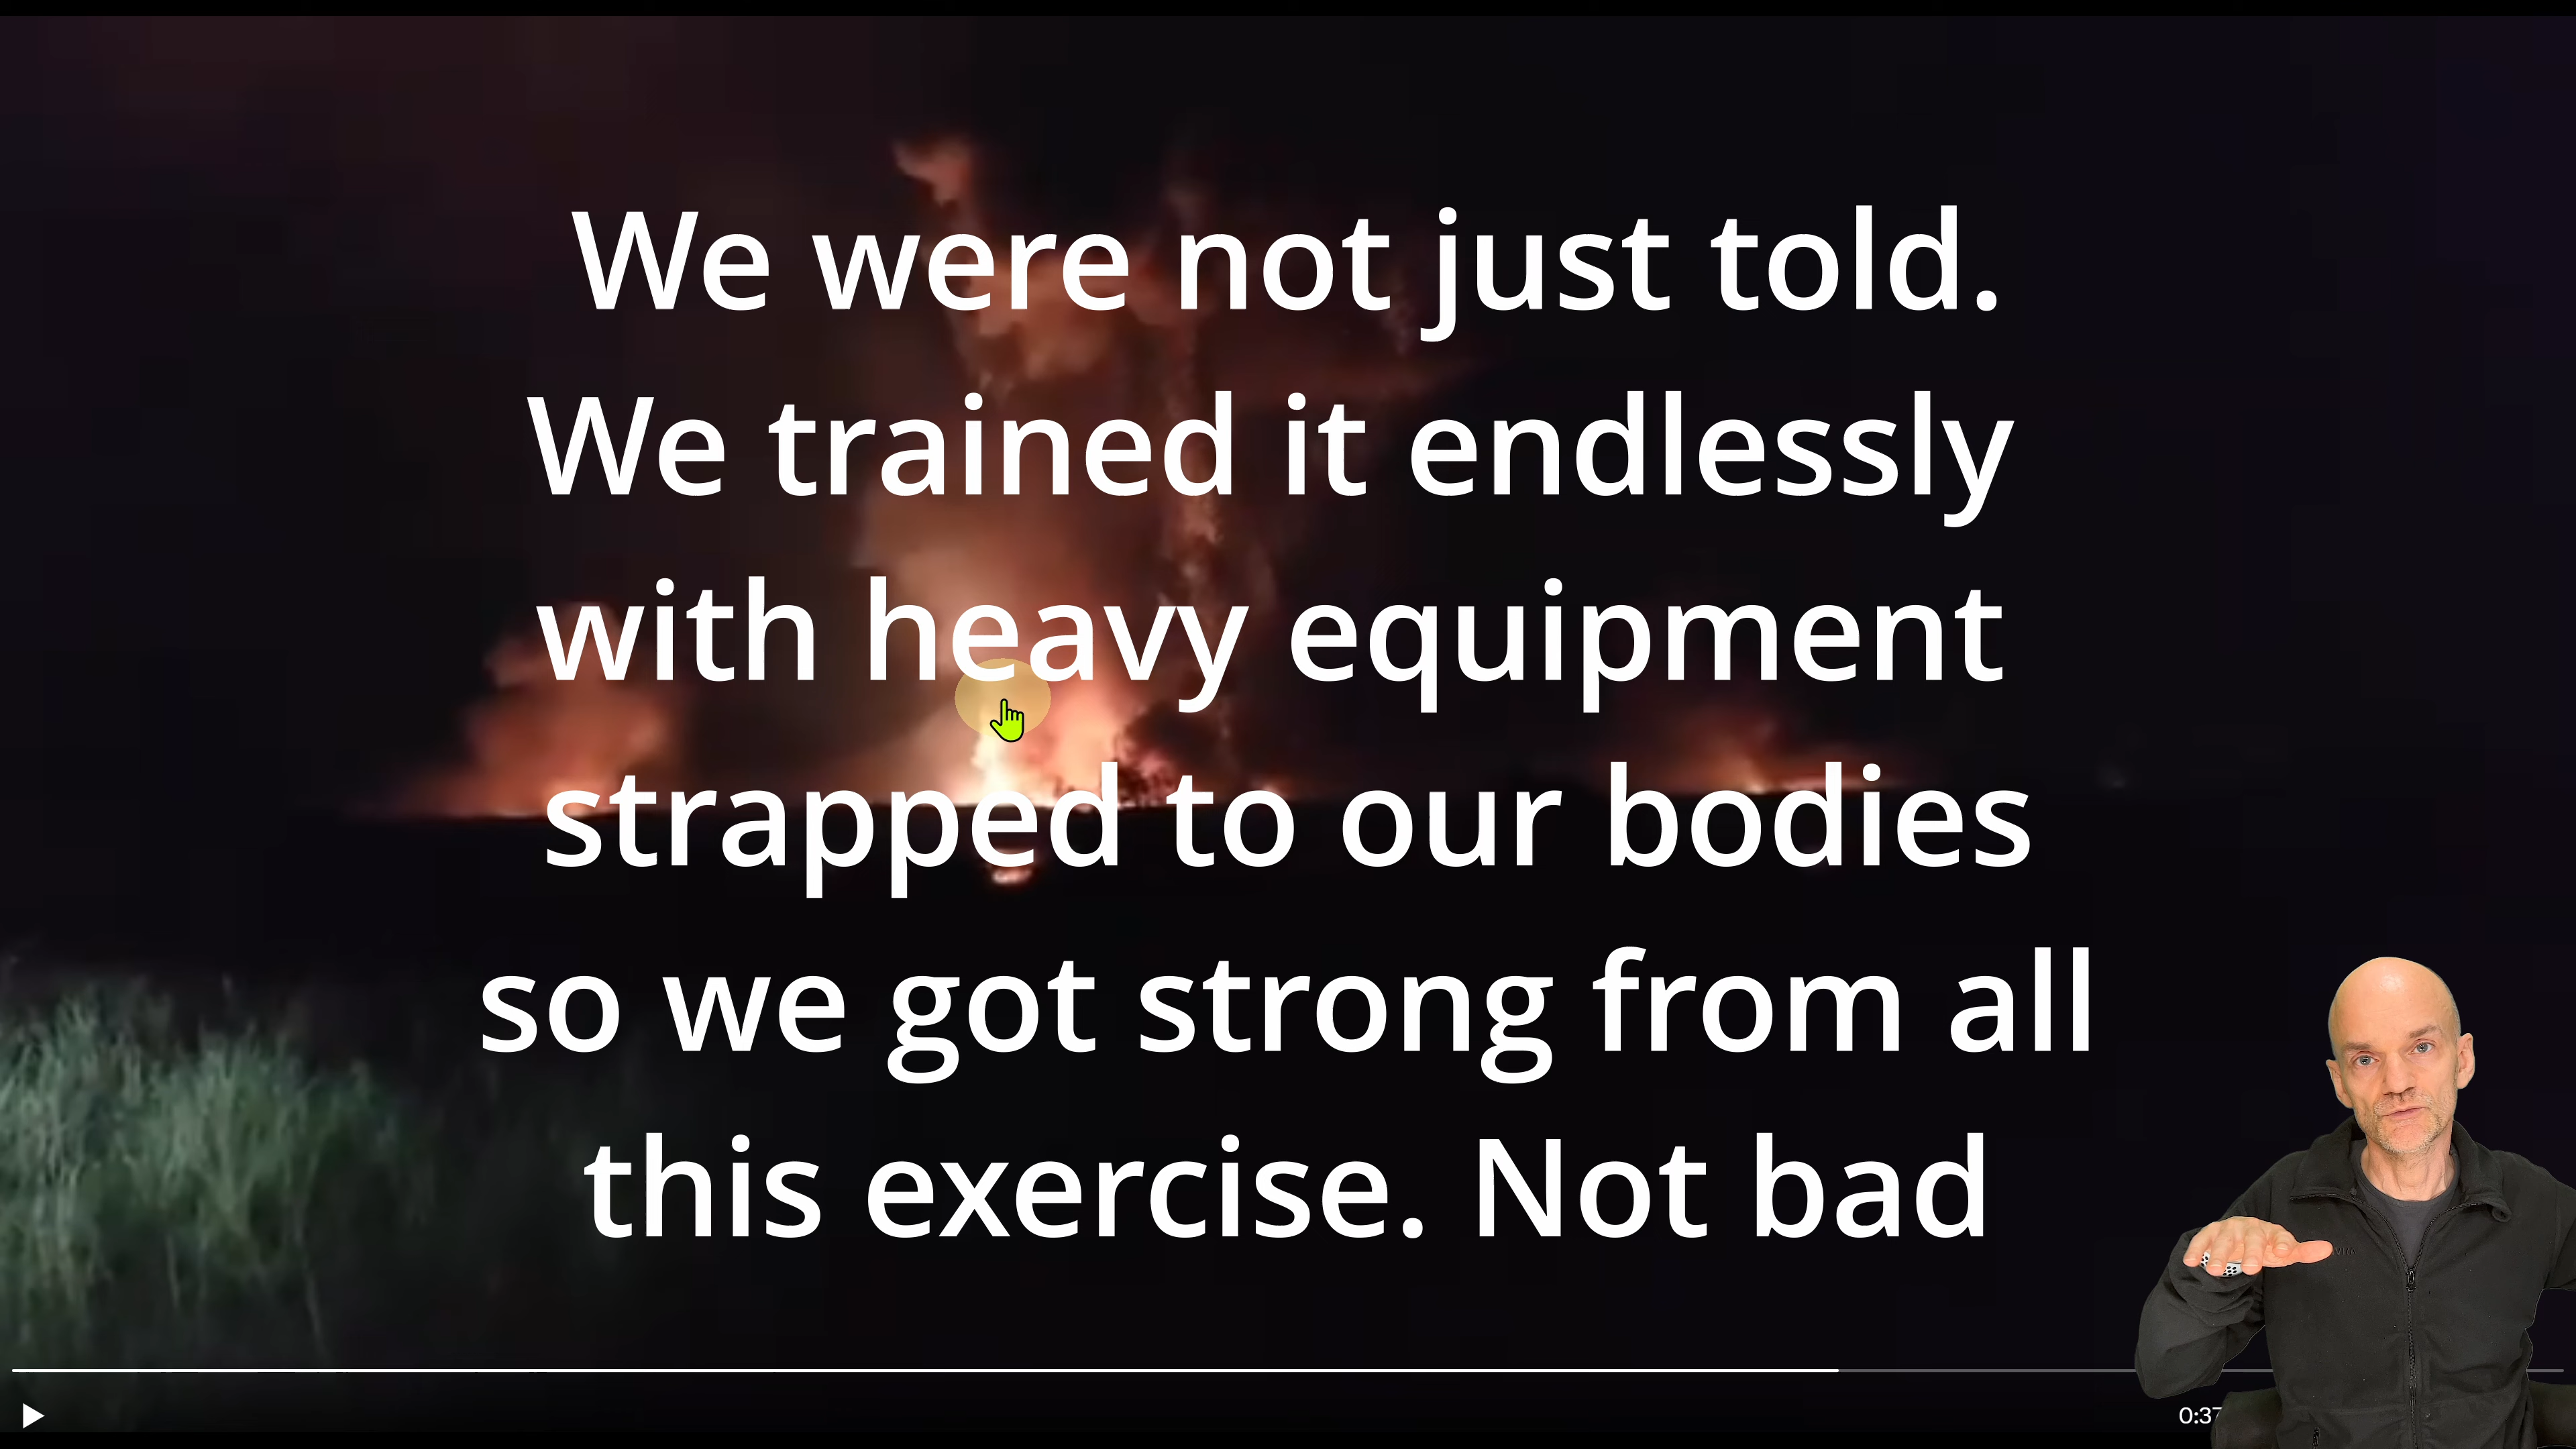 We were not just told.
We trained it endlessly
with heavy equipment
strapped to our bodies
so we got strong from all
this exercise. Not bad
0:37